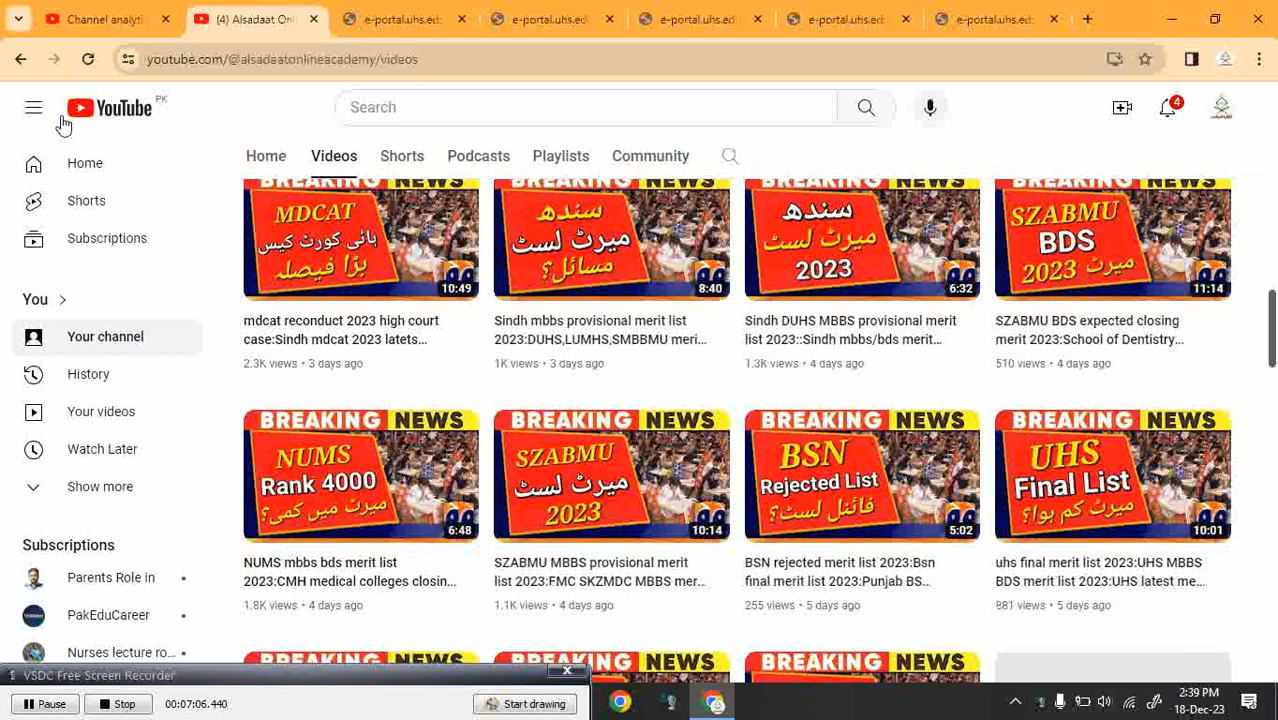 Channel analyti
(4) Alsadaat Onl
e-portal.uhs.ed
e-portal.uhs.ed
e-portal.uhs.ed
e-portal.uhs.ed
e-portal.uhs.ed
youtube.com/@alsadaatonlineacademy/videos
YouTube PK
Search
4
Home
Videos
Shorts
Podcasts
Playlists
Community
Home
Shorts
Subscriptions
You
Your channel
History
Your videos
Watch Later
Show more
Subscriptions
Parents Role in
PakEduCareer
Nurses lecture ro...
BREAKING NEWS
MDCAT
ہائی کورٹ کیس
بڑا فیصلہ
10:49
mdcat reconduct 2023 high court
case:Sindh mdcat 2023 latets...
2.3K views • 3 days ago
BREAKING NEWS
سندھ
میرٹ لسٹ
مسائل؟
8:40
Sindh mbbs provisional merit list
2023:DUHS,LUMHS,SMBBMU meri...
1K views • 3 days ago
BREAKING NEWS
سندھ
میرٹ لسٹ
2023
6:32
Sindh DUHS MBBS provisional merit
list 2023::Sindh mbbs/bds merit...
1.3K views • 4 days ago
BREAKING NEWS
SZABMU
BDS
میرٹ 2023
11:14
SZABMU BDS expected closing
merit 2023:School of Dentistry...
510 views • 4 days ago
BREAKING NEWS
NUMS
Rank 4000
میرٹ میں کمی؟
6:48
NUMS mbbs bds merit list
2023:CMH medical colleges closin...
1.8K views • 4 days ago
BREAKING NEWS
SZABMU
میرٹ لسٹ
2023
10:14
SZABMU MBBS provisional merit
list 2023:FMC SKZMDC MBBS mer...
1.1K views • 4 days ago
BREAKING NEWS
BSN
Rejected List
فائنل لسٹ؟
5:02
BSN rejected merit list 2023:Bsn
final merit list 2023:Punjab BS...
255 views • 5 days ago
BREAKING NEWS
UHS
Final List
میرٹ کم ہوا؟
10:01
uhs final merit list 2023:UHS MBBS
BDS merit list 2023:UHS latest me...
881 views • 5 days ago
BREAKING NEWS
BREAKING NEWS
BREAKING NEWS
VSDC Free Screen Recorder
Pause
Stop
00:07:06.440
Start drawing
2:39 PM
18-Dec-23